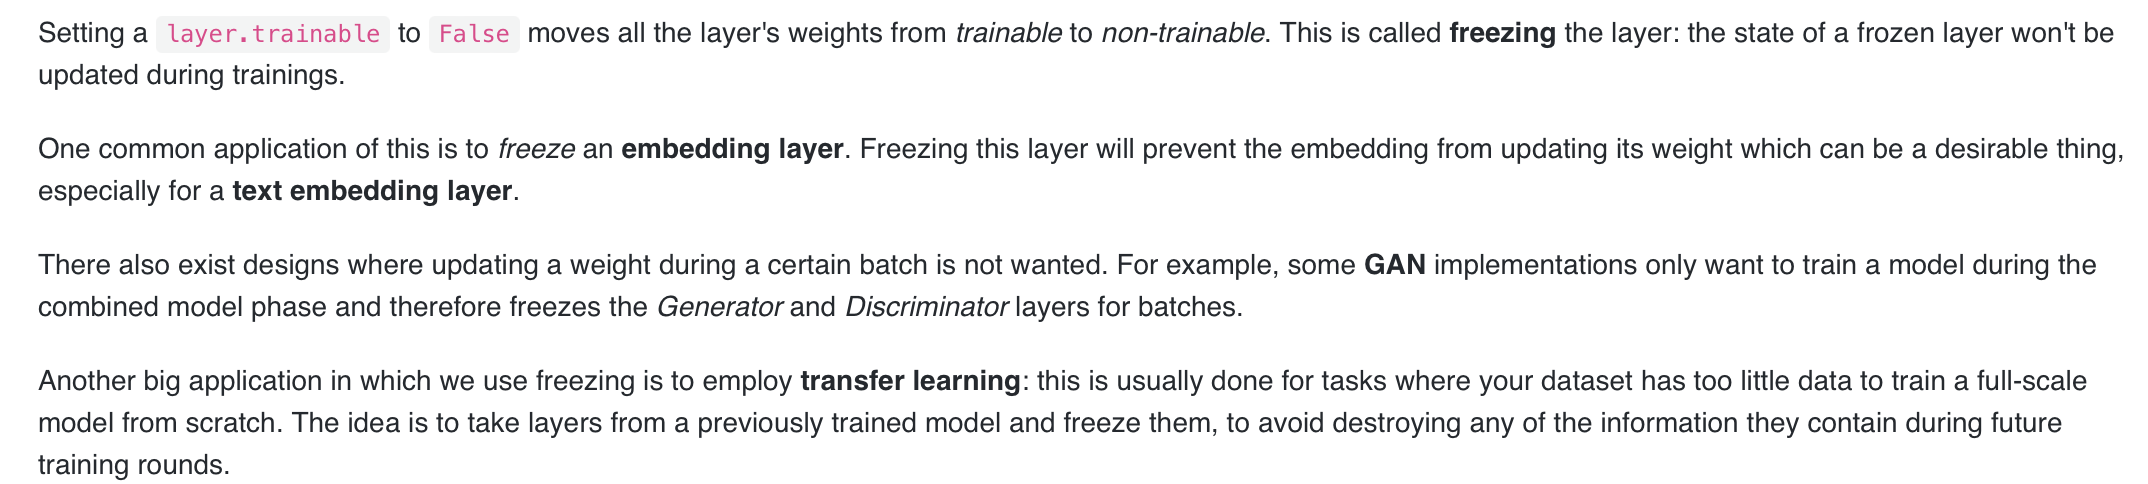 Setting a layer.trainable to False moves all the layer's weights from trainable to non-trainable. This is called freezing the layer: the state of a frozen layer won't be
updated during trainings.
One common application of this is to freeze an embedding layer. Freezing this layer will prevent the embedding from updating its weight which can be a desirable thing,
especially for a text embedding layer.
There also exist designs where updating a weight during a certain batch is not wanted. For example, some GAN implementations only want to train a model during the
combined model phase and therefore freezes the Generator and Discriminator layers for batches.
Another big application in which we use freezing is to employ transfer learning: this is usually done for tasks where your dataset has too little data to train a full-scale
model from scratch. The idea is to take layers from a previously trained model and freeze them, to avoid destroying any of the information they contain during future
training rounds.